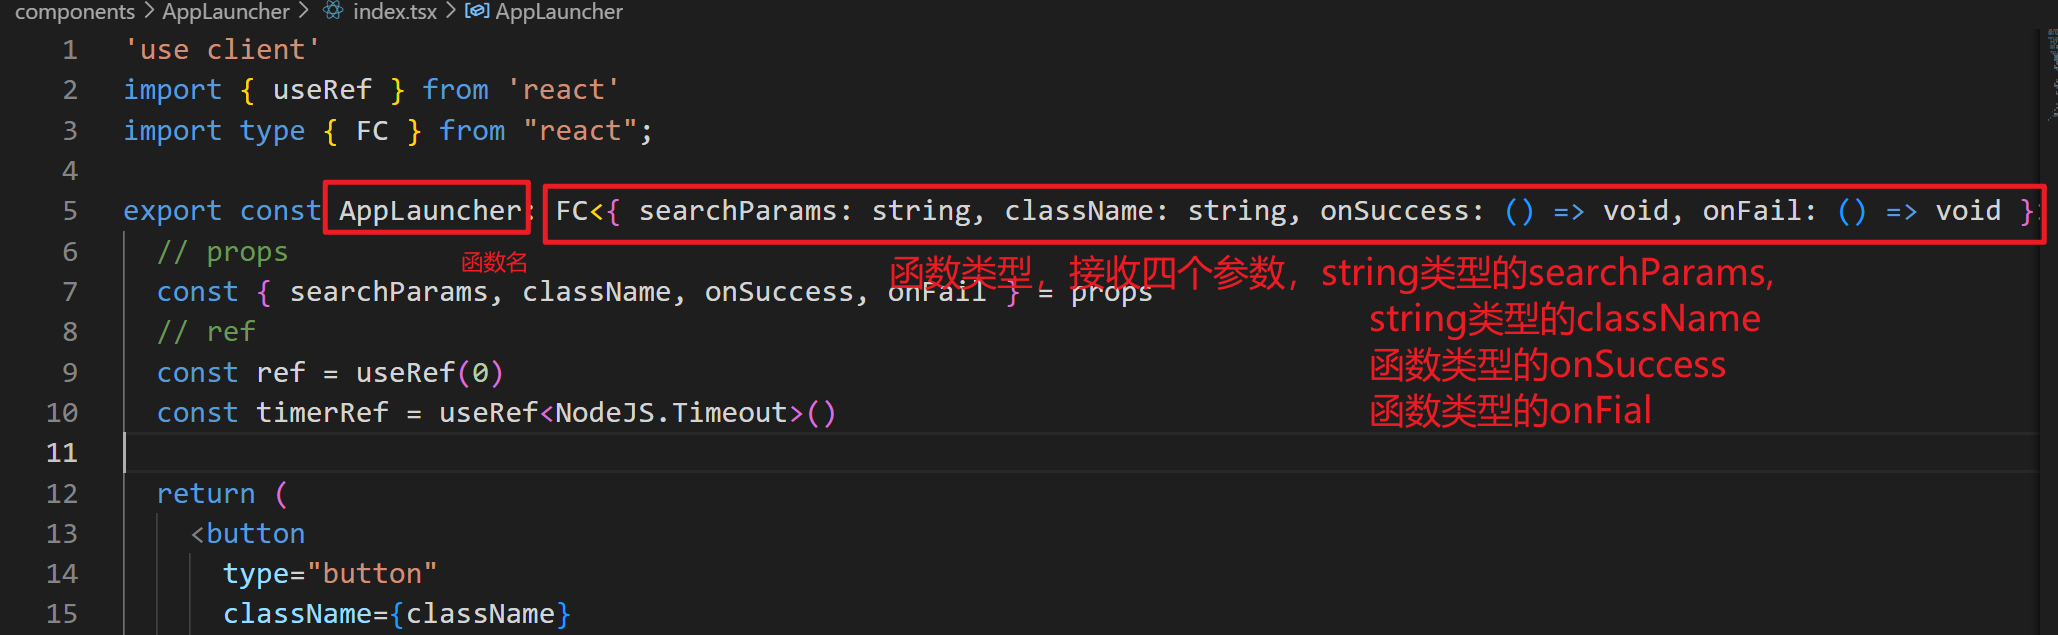 components > AppLauncher > index.tsx > AppLauncher
1 'use client'
2 import { useRef } from 'react'
3 import type { FC } from "react";
4
5 export const AppLauncher: FC<{ searchParams: string, className: string, onSuccess: () => void, onFail: () => void }
6 // props
函数名
函数类型，接收四个参数，string类型的searchParams,
7 const { searchParams, className, onSuccess, onFail } = props
string类型的className
8 // ref
函数类型的onSuccess
9 const ref = useRef(0)
函数类型的onFial
10 const timerRef = useRef<NodeJS.Timeout>()
11
12 return (
13 <button
14 type="button"
15 className={className}